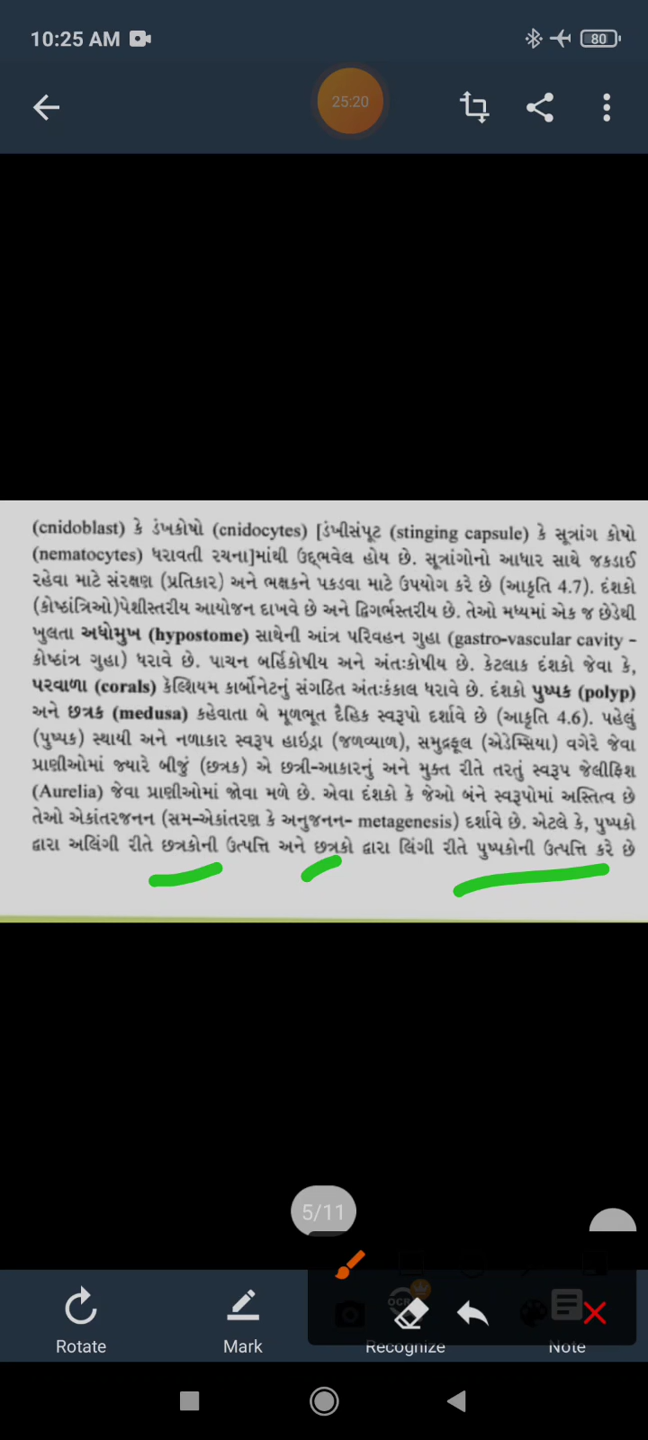 10:25 AM
80
25:20
(cnidoblast) કે ડંખકોષો (cnidocytes) [ડંખીસંપૂટ (stinging capsule) કે સૂત્રાંગ કોષો
(nematocytes) ધરાવતી રચના]માંથી ઉદ્દભવેલ હોય છે. સૂત્રાંગોનો આધાર સાથે જકડાઈ
રહેવા માટે સંરક્ષણ (પ્રતિકાર) અને ભક્ષકને પકડવા માટે ઉપયોગ કરે છે (આકૃતિ 4.7). દંશકો
(કોષ્ઠાંત્રિઓ)પેશીસ્તરીય આયોજન દાખવે છે અને દ્વિગર્ભસ્તરીય છે. તેઓ મધ્યમાં એક જ છેડેથી
ખુલતા અધોમુખ (hypostome) સાથેની આંત્ર પરિવહન ગુહા (gastro-vascular cavity -
કોષ્ઠાંત્ર ગુહા) ધરાવે છે. પાચન બર્હિકોષીય અને અંતઃકોષીય છે. કેટલાક દંશકો જેવા કે,
પરવાળા (corals) કેલ્શિયમ કાર્બોનેટનું સંગઠિત અંતઃકંકાલ ધરાવે છે. દંશકો પુષ્પક (polyp)
અને છત્રક (medusa) કહેવાતા બે મૂળભૂત દૈહિક સ્વરૂપો દર્શાવે છે (આકૃતિ 4.6). પહેલું
(પુષ્પક) સ્થાયી અને નળાકાર સ્વરૂપ હાઇડ્રા (જળવ્યાળ), સમુદ્રફૂલ (એડેમ્સિયા) વગેરે જેવા
પ્રાણીઓમાં જ્યારે બીજું (છત્રક) એ છત્રી-આકારનું અને મુક્ત રીતે તરતું સ્વરૂપ જેલીફિશ
(Aurelia) જેવા પ્રાણીઓમાં જોવા મળે છે. એવા દંશકો કે જેઓ બંને સ્વરૂપોમાં અસ્તિત્વ છે
તેઓ એકાંતરજનન (સમ-એકાંતરણ કે અનુજનન- metagenesis) દર્શાવે છે. એટલે કે, પુષ્પકો
દ્વારા અલિંગી રીતે છત્રકોની ઉત્પત્તિ અને છત્રકો દ્વારા લિંગી રીતે પુષ્પકોની ઉત્પત્તિ કરે છે
5/11
OCR
Rotate
Mark
Recognize
Note